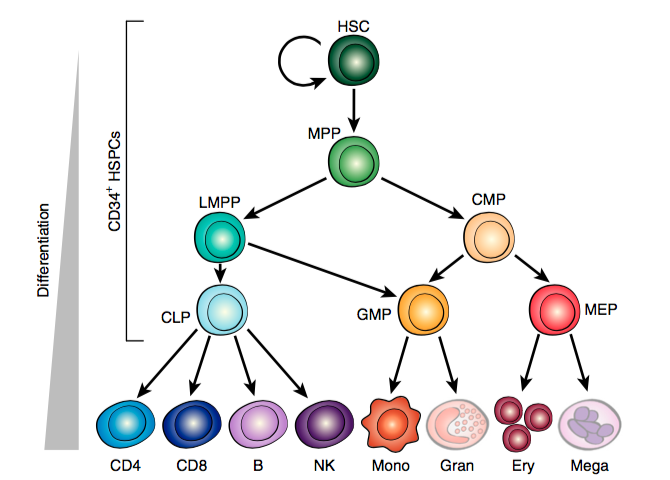 HSC
MPP
LMPP
CMP
CLP
GMP
MEP
CD4
CD8
B
NK
Mono
Gran
Ery
Mega
CD34⁺ HSPCs
Differentiation